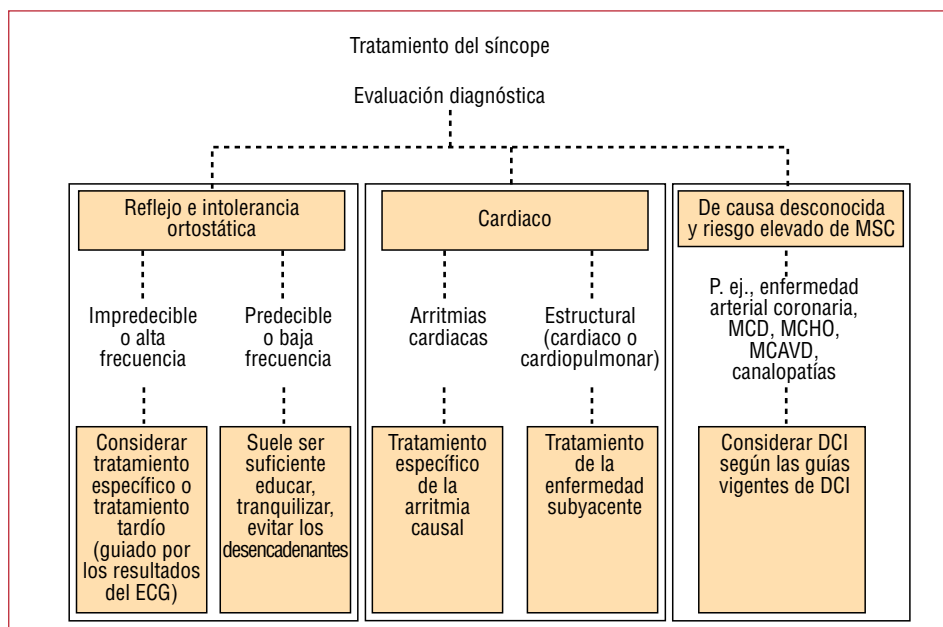 Tratamiento del síncope
Evaluación diagnóstica
Reflejo e intolerancia
ortostática
Impredecible
o alta
frecuencia
Predecible
o baja
frecuencia
Considerar
tratamiento
específico o
tratamiento
tardío
(guiado por
los resultados
del ECG)
Suele ser
suficiente
educar,
tranquilizar,
evitar los
desencadenantes
Cardiaco
Arritmias
cardiacas
Estructural
(cardiaco o
cardiopulmonar)
Tratamiento
específico
de la
arritmia
causal
Tratamiento
de la
enfermedad
subyacente
De causa desconocida
y riesgo elevado de MSC
P. ej., enfermedad
arterial coronaria,
MCD, MCHO,
MCAVD,
canalopatías
Considerar DCI
según las guías
vigentes de DCI